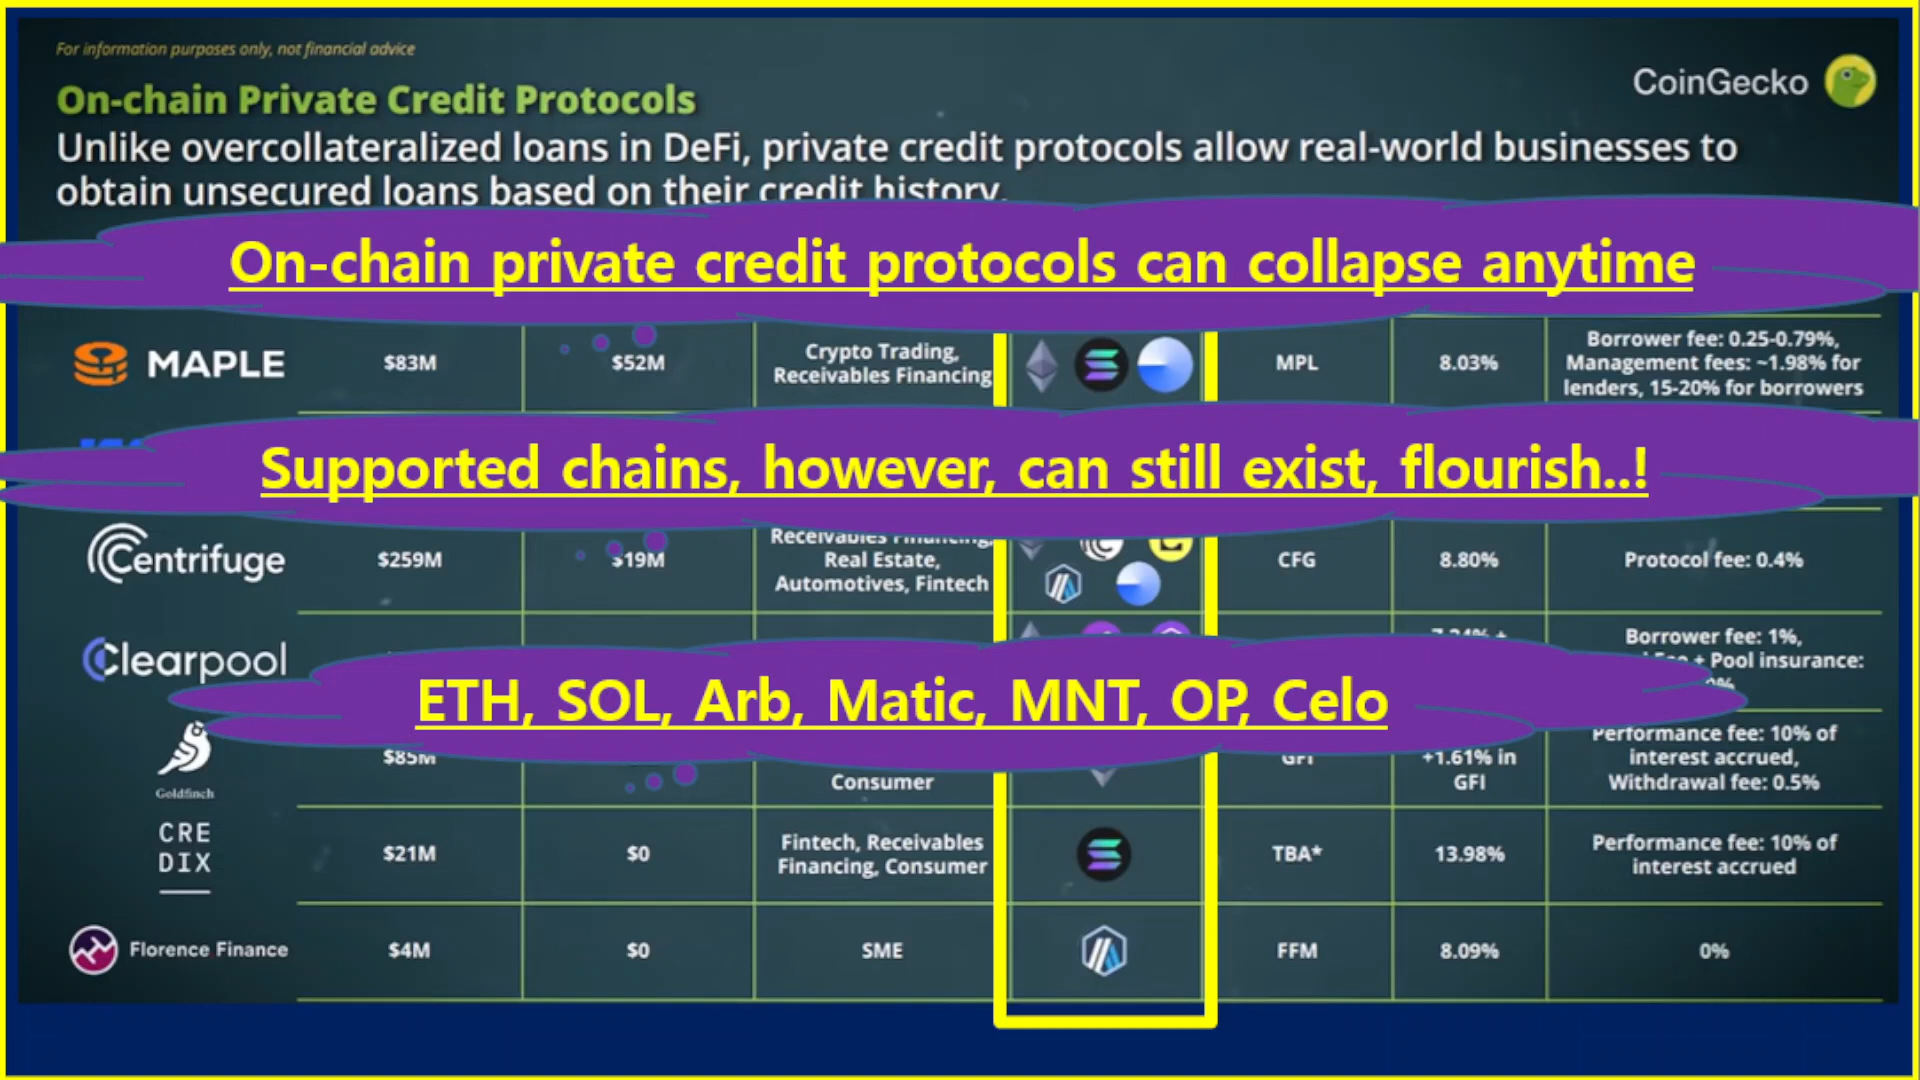 For information purposes only, not financial advice
CoinGecko
On-chain Private Credit Protocols
Unlike overcollateralized loans in DeFi, private credit protocols allow real-world businesses to
obtain unsecured loans based on their credit history.
On-chain private credit protocols can collapse anytime
MAPLE
$83M
$52M
Crypto Trading,
Receivables Financing
MPL
8.03%
Borrower fee: 0.25-0.79%,
Management fees: ~1.98% for
lenders, 15-20% for borrowers
Supported chains, however, can still exist, flourish..!
Centrifuge
$259M
$19M
Receivables Financing,
Real Estate,
Automotives, Fintech
CFG
8.80%
Protocol fee: 0.4%
Clearpool
Borrower fee: 1%,
+ Pool insurance:
ETH, SOL, Arb, Matic, MNT, OP, Celo
Goldfinch
$85M
Consumer
GFI
+1.61% in
GFI
Performance fee: 10% of
interest accrued,
Withdrawal fee: 0.5%
CRE
DIX
$21M
$0
Fintech, Receivables
Financing, Consumer
TBA*
13.98%
Performance fee: 10% of
interest accrued
Florence Finance
$4M
$0
SME
FFM
8.09%
0%